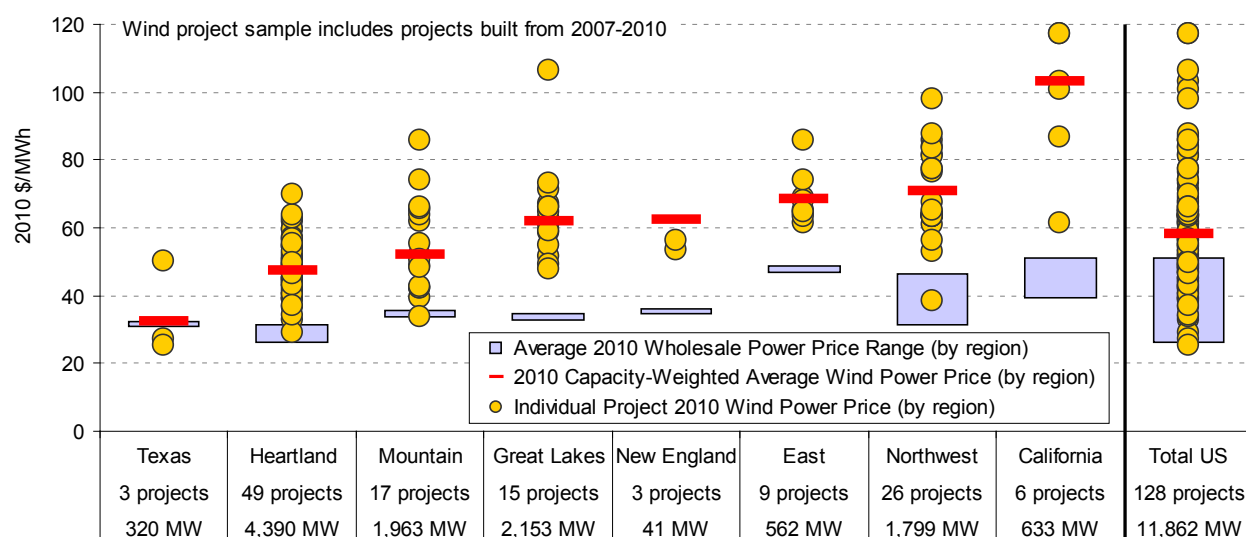 Wind project sample includes projects built from 2007-2010
2010 $/MWh
120
100
80
60
40
20
0
Average 2010 Wholesale Power Price Range (by region)
2010 Capacity-Weighted Average Wind Power Price (by region)
Individual Project 2010 Wind Power Price (by region)
Texas Heartland Mountain Great Lakes New England East Northwest California Total US
3 projects 49 projects 17 projects 15 projects 3 projects 9 projects 26 projects 6 projects 128 projects
320 MW 4,390 MW 1,963 MW 2,153 MW 41 MW 562 MW 1,799 MW 633 MW 11,862 MW